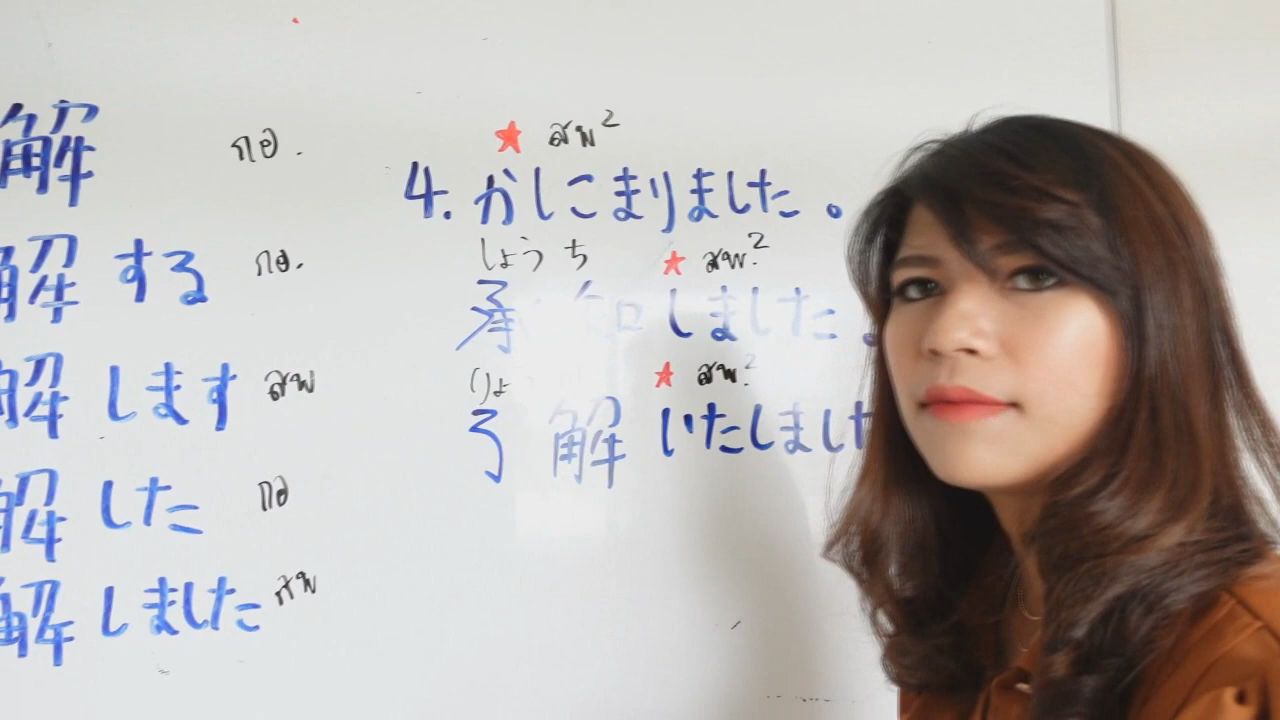 解 กอ.
解 する กอ.
解 します สพ
解 した กอ
解 しました สพ
★ สพ²
4. かしこまりました。
しょうち ★ สพ.²
承知しました。
りょ ★ สพ.²
了解いたしました